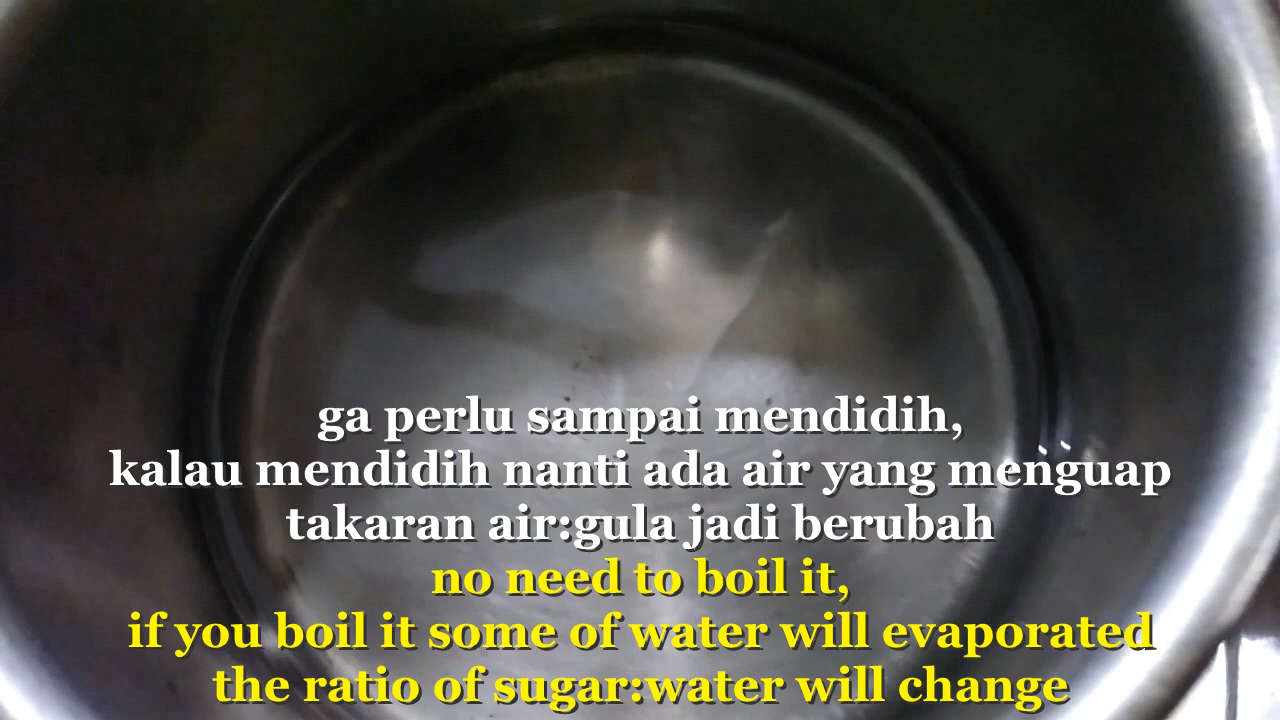 ga perlu sampai mendidih,
kalau mendidih nanti ada air yang menguap
takaran air:gula jadi berubah
no need to boil it,
if you boil it some of water will evaporated
the ratio of sugar:water will change